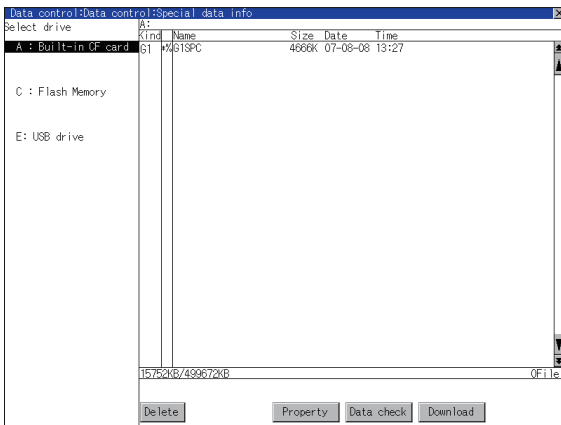 Data control:Data control:Special data info
Select drive
A:
Kind Name Size Date Time
A : Built-in CF card
G1 *%G1SPC 4666K 07-08-08 13:27
C : Flash Memory
E: USB drive
15752KB/499672KB 0File
Delete Property Data check Download